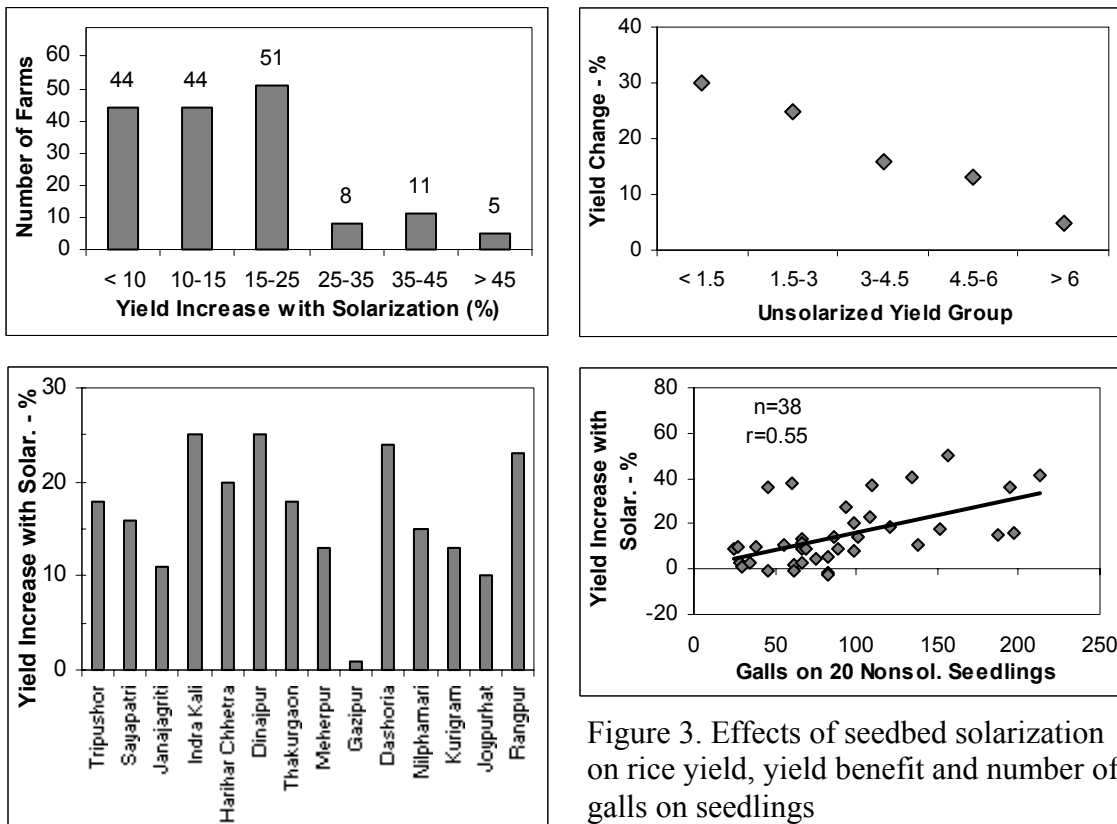 60
50
40
30
20
10
0
Number of Farms
44 44 51 8 11 5
< 10 10-15 15-25 25-35 35-45 > 45
Yield Increase with Solarization (%)
40
30
20
10
0
Yield Change - %
< 1.5 1.5-3 3-4.5 4.5-6 > 6
Unsolarized Yield Group
30
20
10
0
Yield Increase with Solar. - %
Tripushor
Sayapatri
Janajagriti
Indra Kali
Harihar Chhetra
Dinajpur
Thakurgaon
Meherpur
Gazipur
Dashoria
Nilphamari
Kurigram
Joypurhat
Rangpur
80
60
40
20
0
-20
Yield Increase with
Solar. - %
n=38
r=0.55
0 50 100 150 200 250
Galls on 20 Nonsol. Seedlings
Figure 3. Effects of seedbed solarization
on rice yield, yield benefit and number of
galls on seedlings